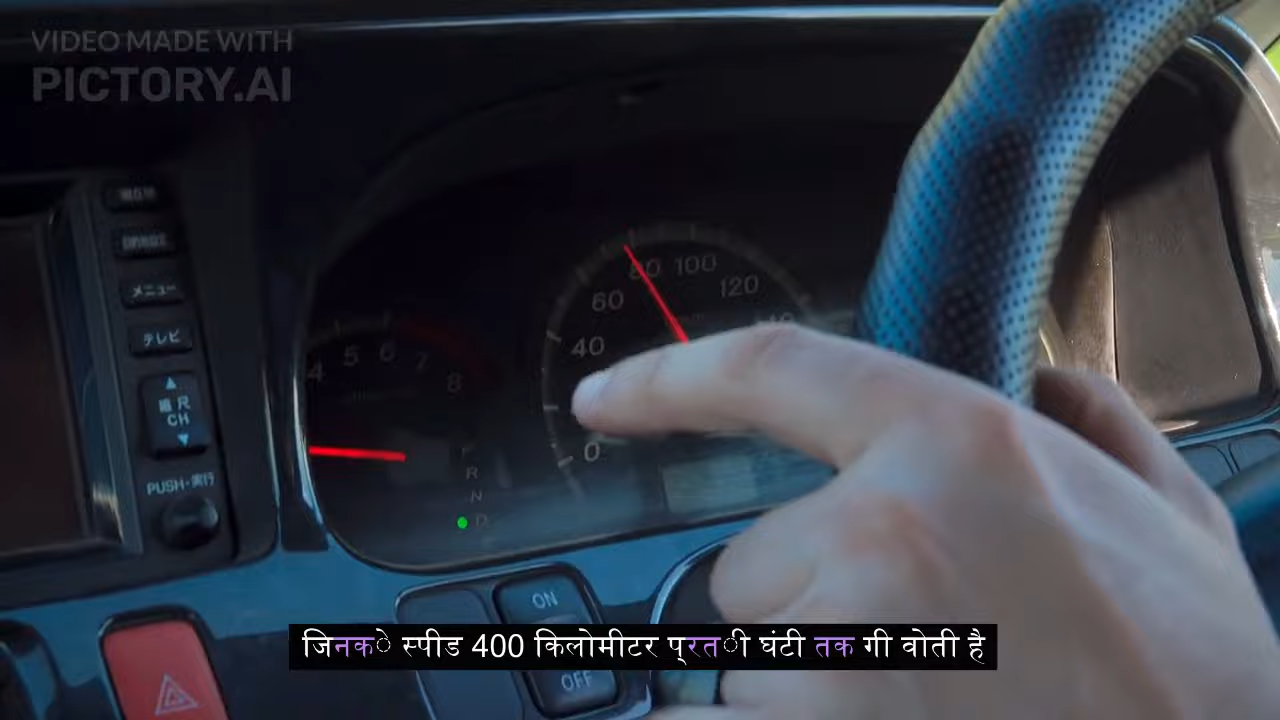 VIDEO MADE WITH
PICTORY.AI
メニュー
テレビ
R
CH
PUSH・実行
4 5 6 7 8
0 40 60 80 100 120
R
N
D
ON
OFF
जिनके स्पीड 400 किलोमीटर प्रती घंटी तक गी वोती है